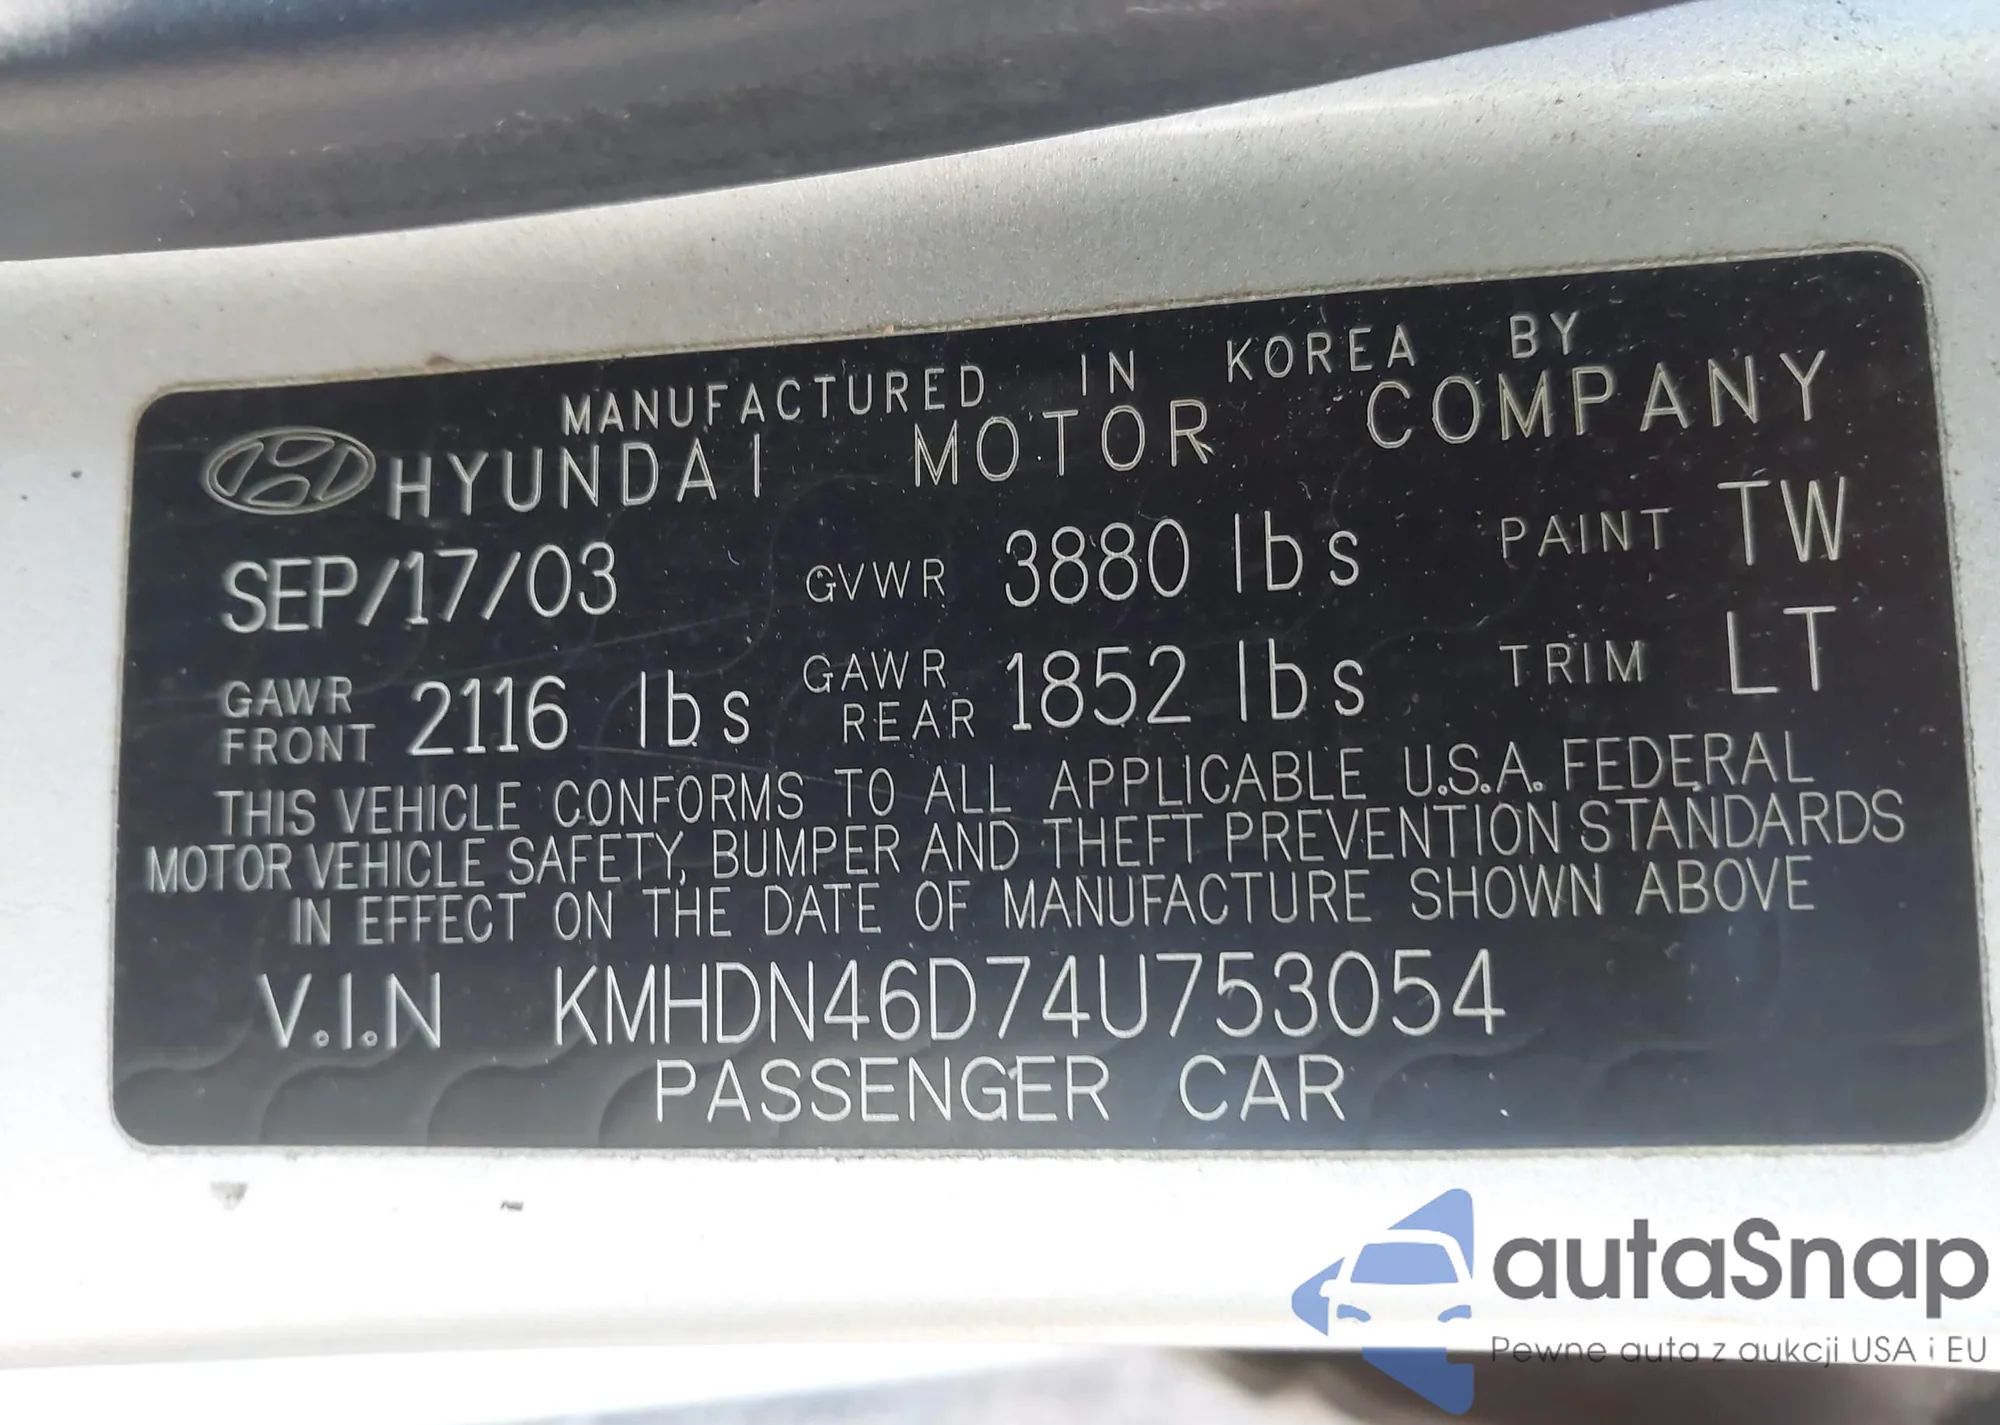 MANUFACTURED IN KOREA BY
HYUNDAI MOTOR COMPANY
SEP/17/03 GVWR 3880 lbs PAINT TW
GAWR FRONT 2116 lbs GAWR REAR 1852 lbs TRIM LT
THIS VEHICLE CONFORMS TO ALL APPLICABLE U.S.A. FEDERAL
MOTOR VEHICLE SAFETY, BUMPER AND THEFT PREVENTION STANDARDS
IN EFFECT ON THE DATE OF MANUFACTURE SHOWN ABOVE
V.I.N KMHDN46D74U753054
PASSENGER CAR
autaSnap
Pewne auta z aukcji USA i EU